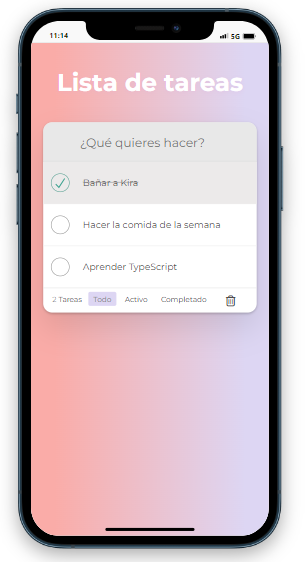 11:14
5G
Lista de tareas
¿Qué quieres hacer?
Bañar a Kira
Hacer la comida de la semana
Aprender TypeScript
2 Tareas Todo Activo Completado